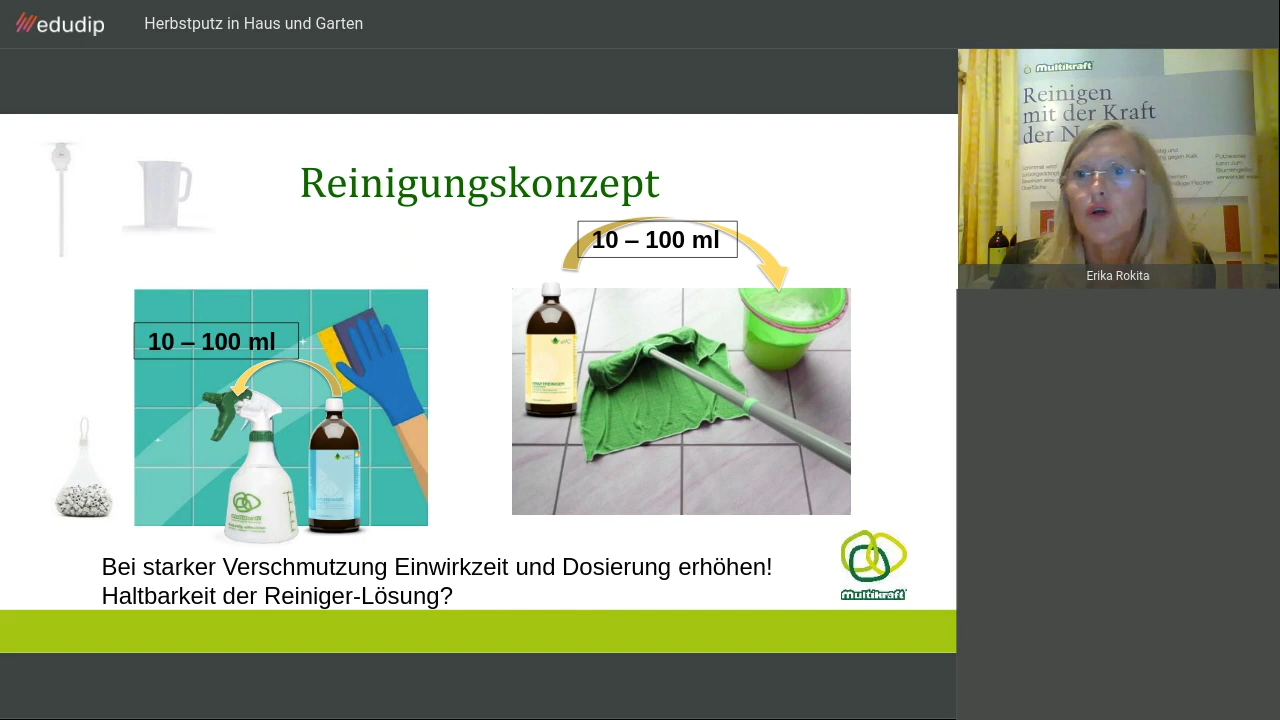 edudip
Herbstputz in Haus und Garten
Multikraft
Reinigen
mit der Kraft
der N
Reinigungskonzept
10 – 100 ml
10 – 100 ml
Multikraft
Bei starker Verschmutzung Einwirkzeit und Dosierung erhöhen!
Haltbarkeit der Reiniger-Lösung?
Multikraft
Erika Rokita